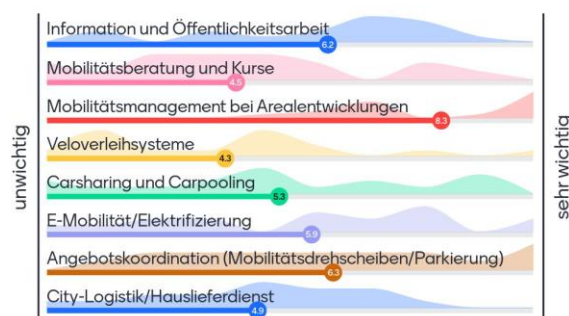 Information und Öffentlichkeitsarbeit
6.2
Mobilitätsberatung und Kurse
4.5
Mobilitätsmanagement bei Arealentwicklungen
8.3
Veloverleihsysteme
4.3
Carsharing und Carpooling
5.3
E-Mobilität/Elektrifizierung
5.9
Angebotskoordination (Mobilitätsdrehscheiben/Parkierung)
6.3
City-Logistik/Hauslieferdienst
4.9
unwichtig
sehr wichtig